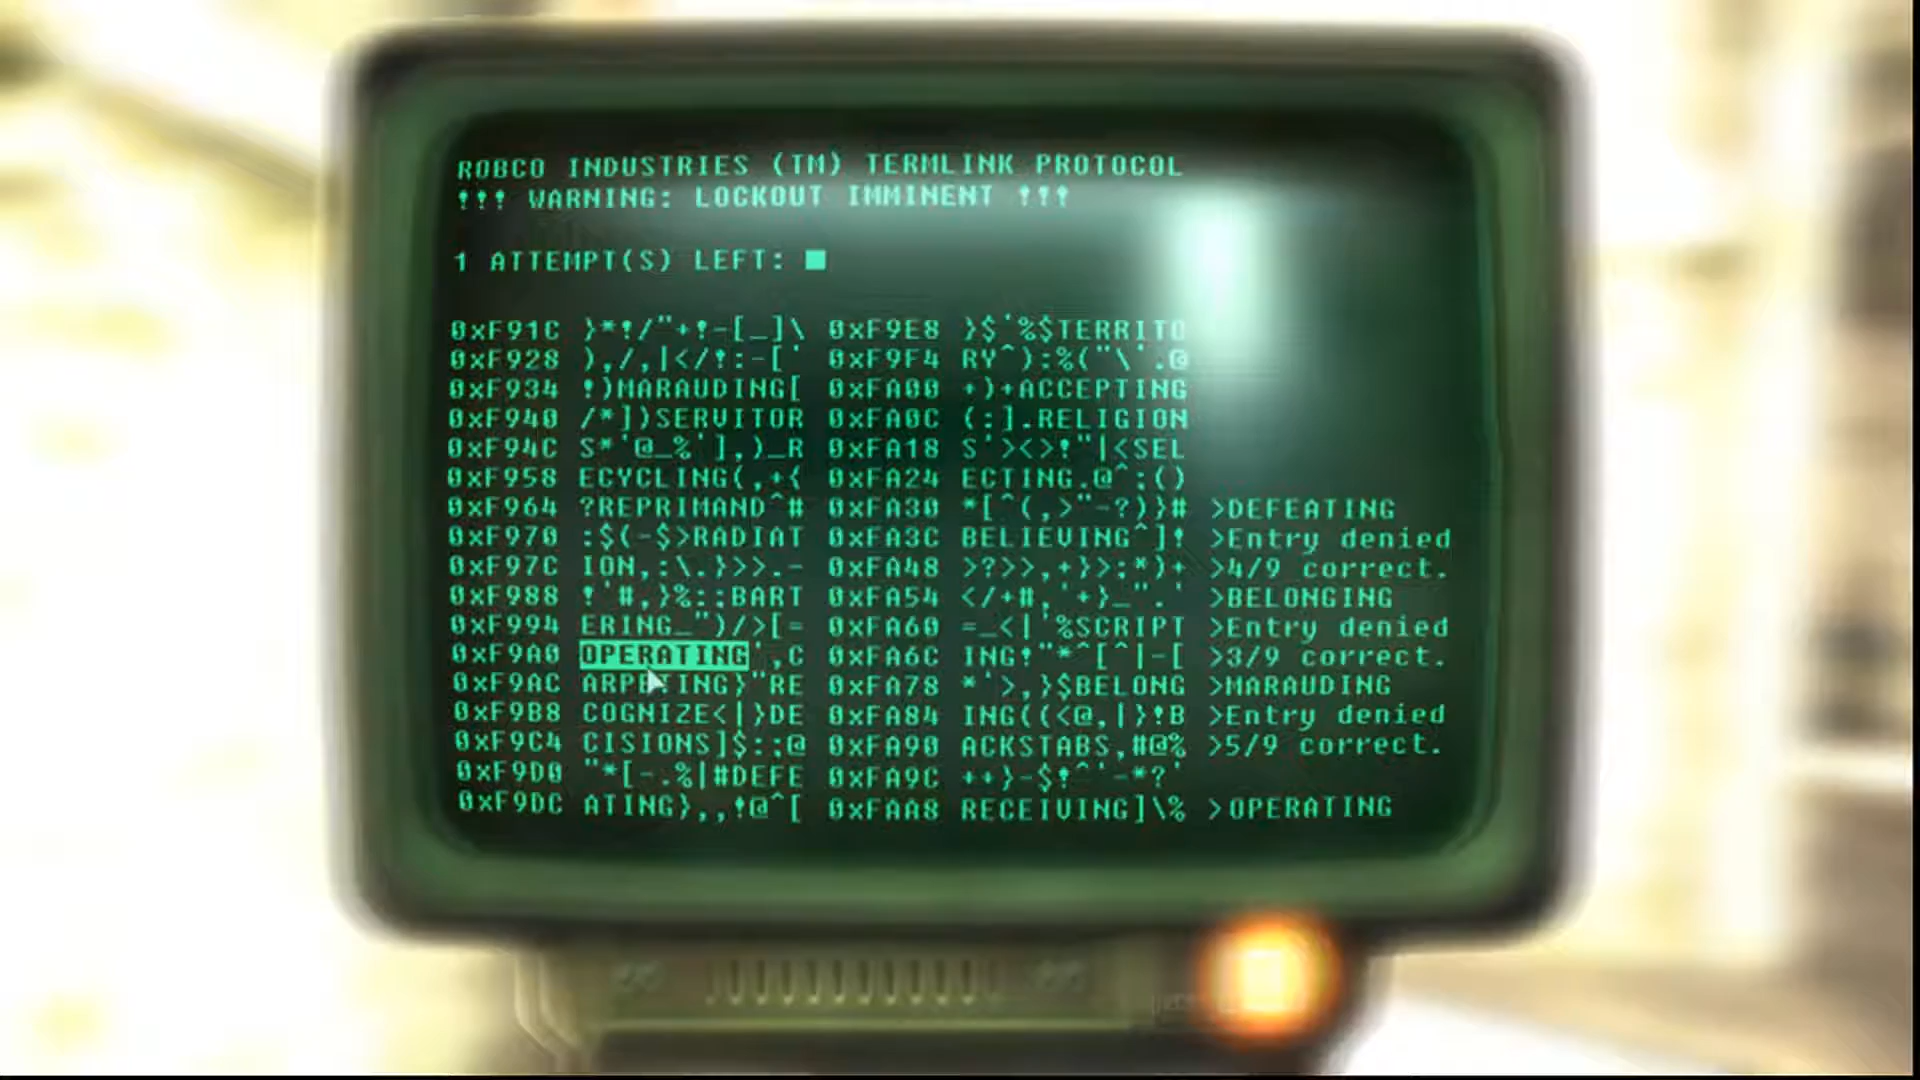 ROBCO INDUSTRIES (TM) TERMLINK PROTOCOL
!!! WARNING: LOCKOUT IMMINENT !!!
1 ATTEMPT(S) LEFT: ■
0xF91C }*!/"+!-[_]\ 0xF9E8 }$'%$TERRITO
0xF928 ),/,|</!:-[' 0xF9F4 RY^):%("\'.@
0xF934 !)MARAUDING[ 0xFA00 +)+ACCEPTING
0xF940 /*])SERVITOR 0xFA0C (:].RELIGION
0xF94C S*'@_%'],)_R 0xFA18 S'><>!"|<SEL
0xF958 ECYCLING(,+{ 0xFA24 ECTING.@^:()
0xF964 ?REPRIMAND^# 0xFA30 *[^(,>"-?)}# >DEFEATING
0xF970 :$(-$>RADIAT 0xFA3C BELIEVING^]! >Entry denied
0xF97C ION,:\.}>>.- 0xFA48 >?>>,+}>;*)+ >4/9 correct.
0xF988 !'#,}%::BART 0xFA54 </+#,'+}_".' >BELONGING
0xF994 ERING_")/>[= 0xFA60 =_<|'%SCRIPT >Entry denied
0xF9A0 OPERATING',C 0xFA6C ING!"*^[^|-[ >3/9 correct.
0xF9AC ARPETING}"RE 0xFA78 *'>,}$BELONG >MARAUDING
0xF9B8 COGNIZE<|}DE 0xFA84 ING((<@,|}!B >Entry denied
0xF9C4 CISIONS]$:;@ 0xFA90 ACKSTABS,#@% >5/9 correct.
0xF9D0 "*[-.%|#DEFE 0xFA9C ++}-$!^'-*?'
0xF9DC ATING},,!@^[ 0xFAA8 RECEIVING]\% >OPERATING